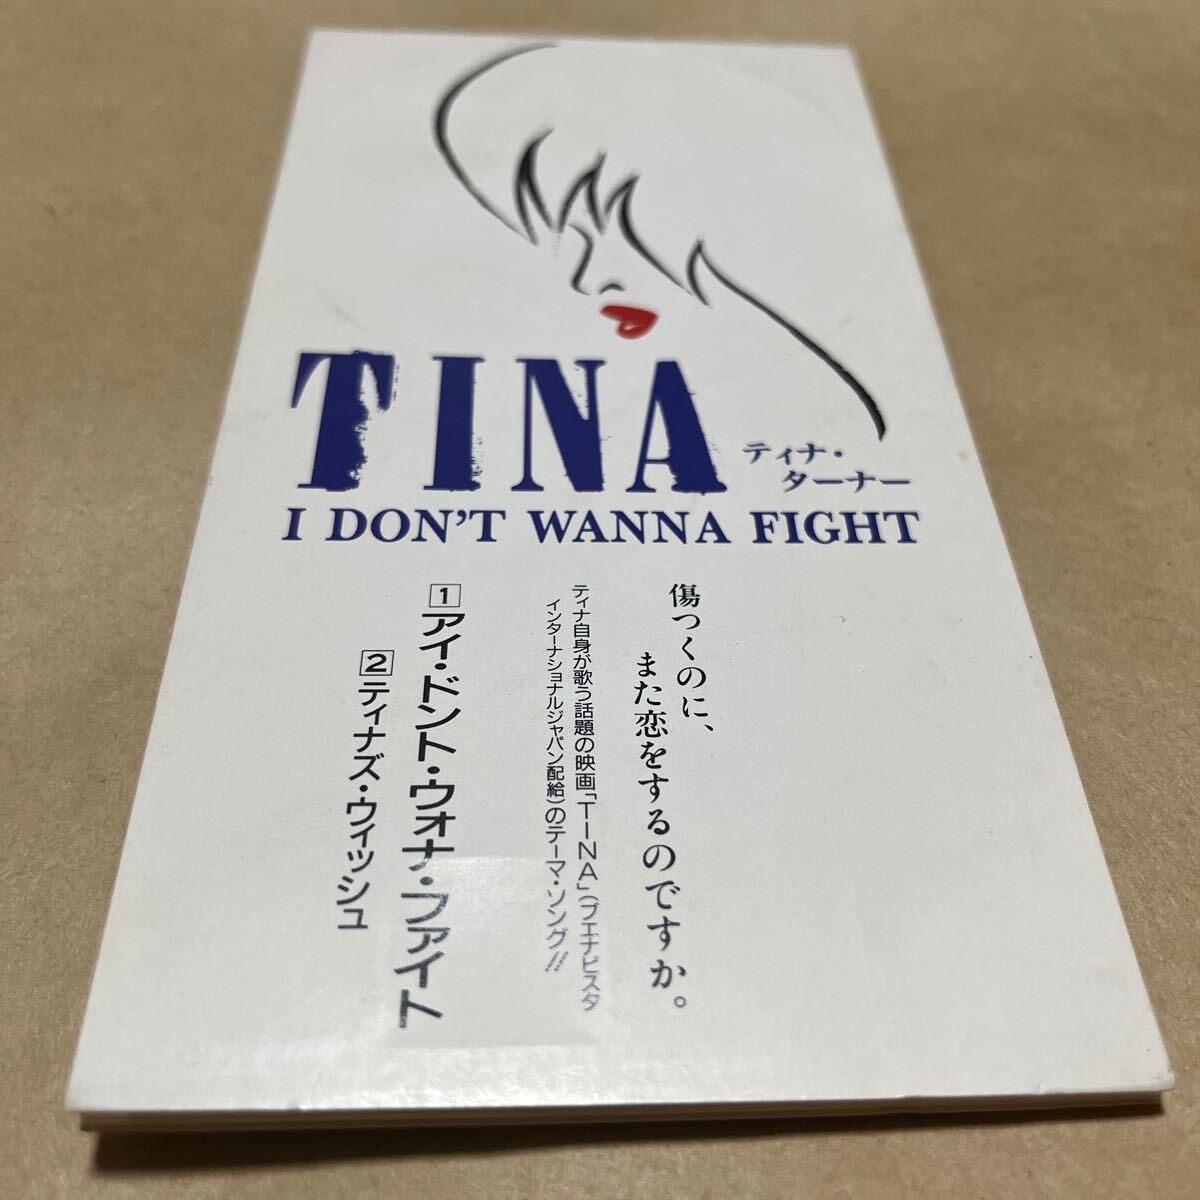 TINA
ティナ・
ターナー
I DON'T WANNA FIGHT
傷つくのに、
また恋をするのですか。
ティナ自身が歌う話題の映画「TINA」(ブエナビスタ
インターナショナルジャパン配給)のテーマ・ソング!!
1アイ・ドント・ウォナ・ファイト
2ティナズ・ウィッシュ